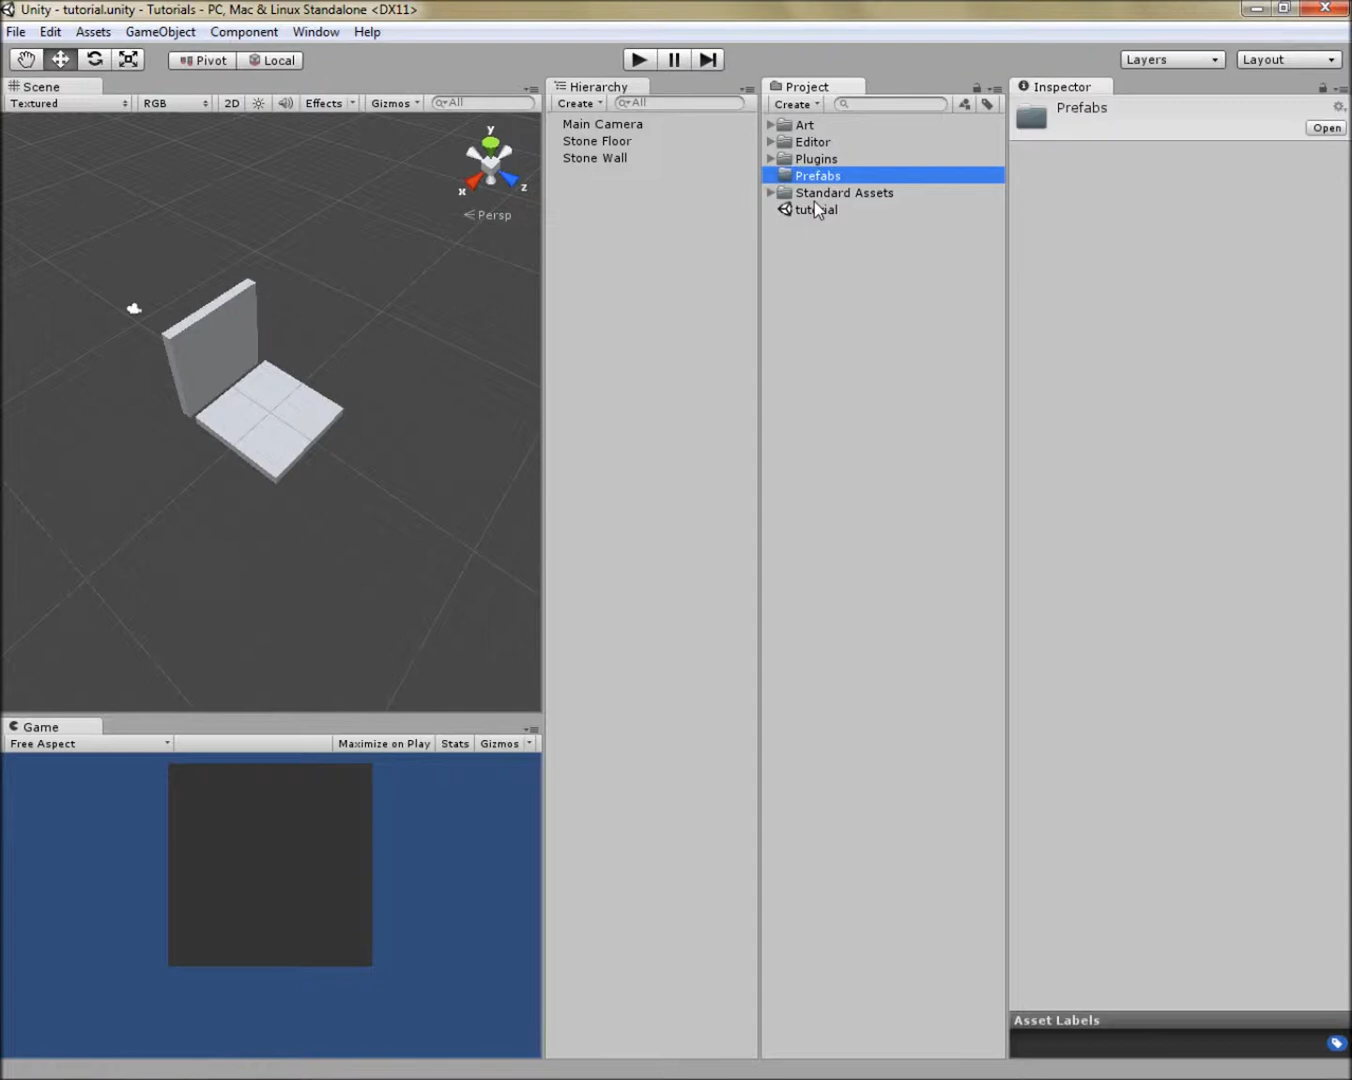 Unity - tutorial.unity - Tutorials - PC, Mac & Linux Standalone <DX11>
File Edit Assets GameObject Component Window Help
Pivot Local Layers Layout
Scene Hierarchy Project Inspector
Textured RGB 2D Effects Gizmos All Create All Create
Prefabs
Open
Main Camera
Stone Floor
Stone Wall
Art
Editor
Plugins
Prefabs
Standard Assets
tutorial
y
x
z
Persp
Game
Free Aspect Maximize on Play Stats Gizmos
Asset Labels